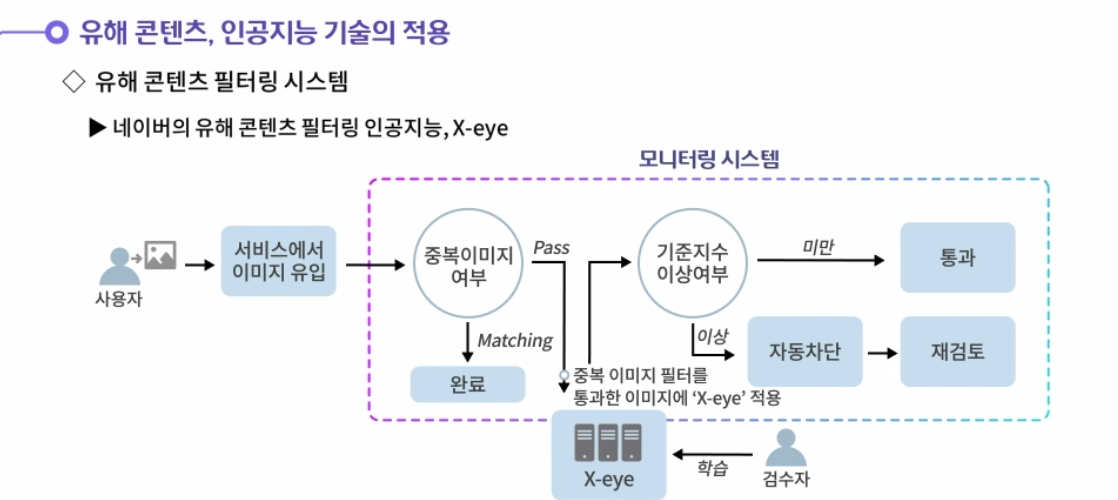 유해 콘텐츠, 인공지능 기술의 적용
◇ 유해 콘텐츠 필터링 시스템
▶ 네이버의 유해 콘텐츠 필터링 인공지능, X-eye
모니터링 시스템
사용자
서비스에서
이미지 유입
중복이미지
여부
Pass
Matching
완료
기준지수
이상여부
미만
통과
이상
자동차단
재검토
중복 이미지 필터를
통과한 이미지에 ‘X-eye’ 적용
X-eye
학습
검수자